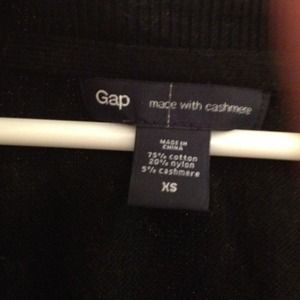 Gap made with cashmere
MADE IN
CHINA
75% cotton
20% nylon
5% cashmere
XS